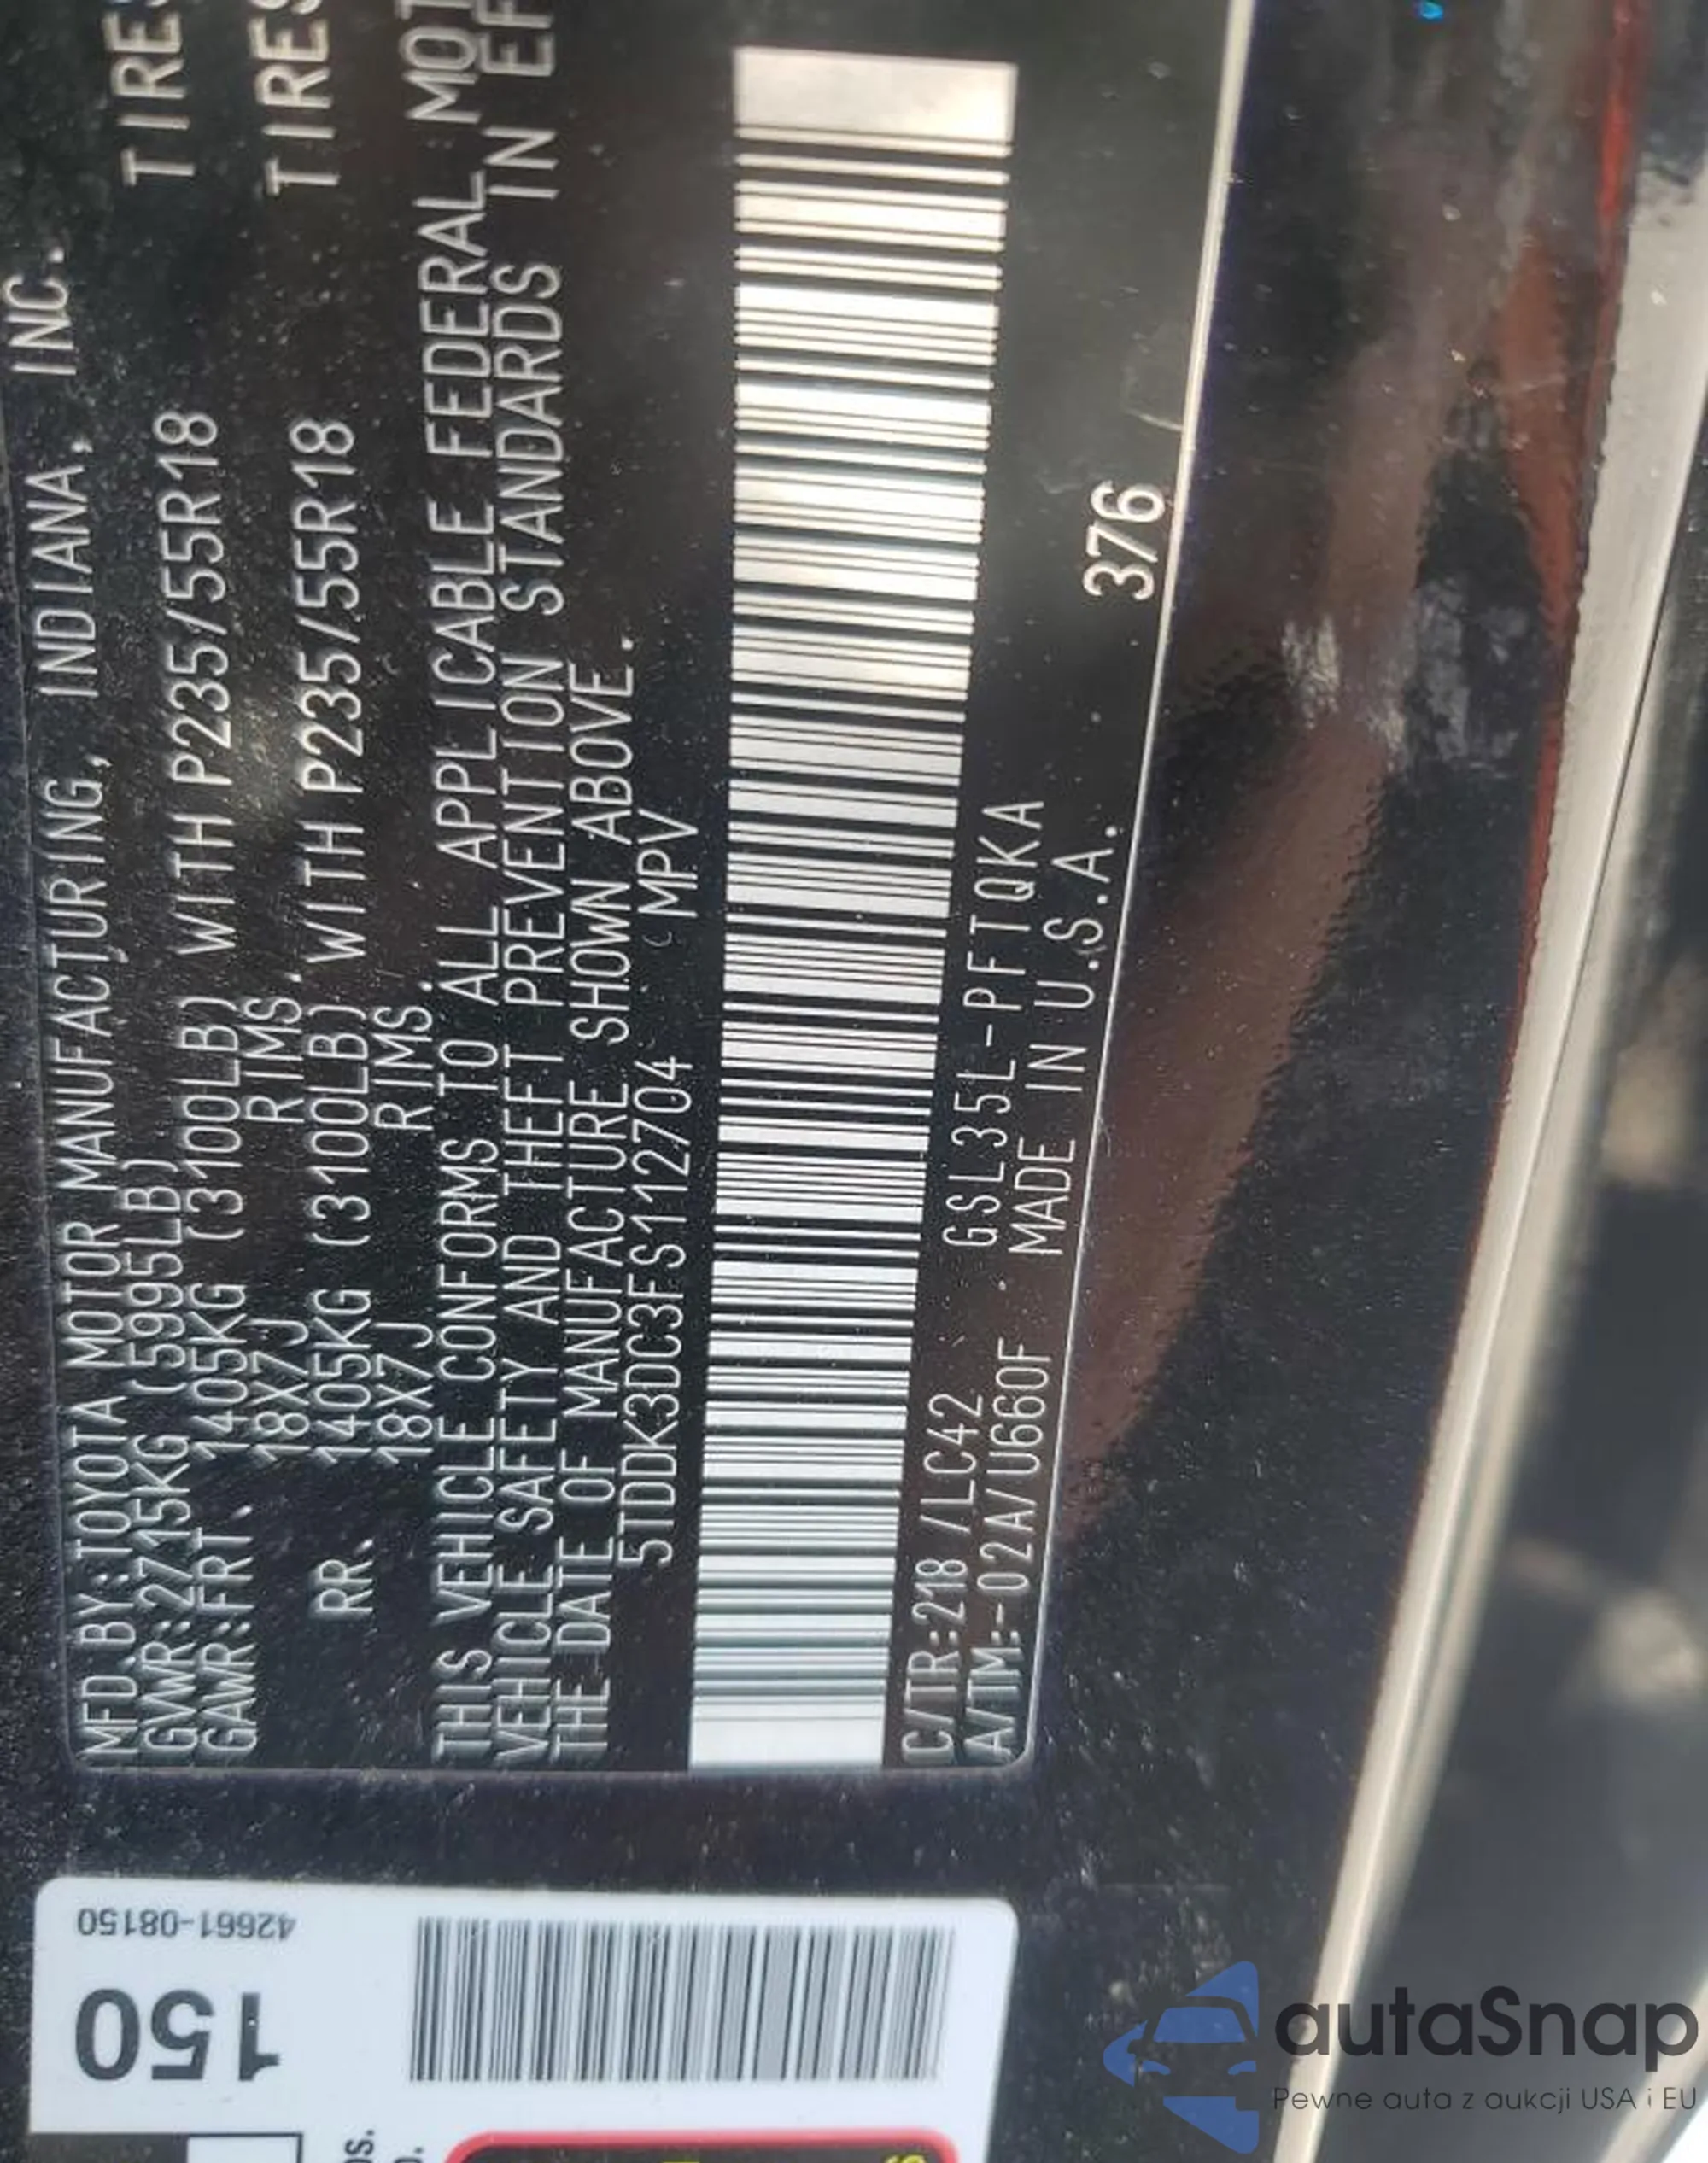 MFD.BY:TOYOTA MOTOR MANUFACTURING, INDIANA, INC.
GVWR:2715KG (5995LB)
GAWR:FRT. 1405KG (3100LB) WITH P235/55R18 TIRES
18X7J RIMS.
RR. 1405KG (3100LB) WITH P235/55R18 TIRES
18X7J RIMS.
THIS VEHICLE CONFORMS TO ALL APPLICABLE FEDERAL MOT
VEHICLE SAFETY AND THEFT PREVENTION STANDARDS IN EF
THE DATE OF MANUFACTURE SHOWN ABOVE.
5TDDK3DC3FS112704 MPV
C/TR:218 /LC42 GSL35L-PFTQKA
A/TM:-02A/U660F MADE IN U.S.A.
376
42661-08150
150
autaSnap
Pewne auta z aukcji USA i EU